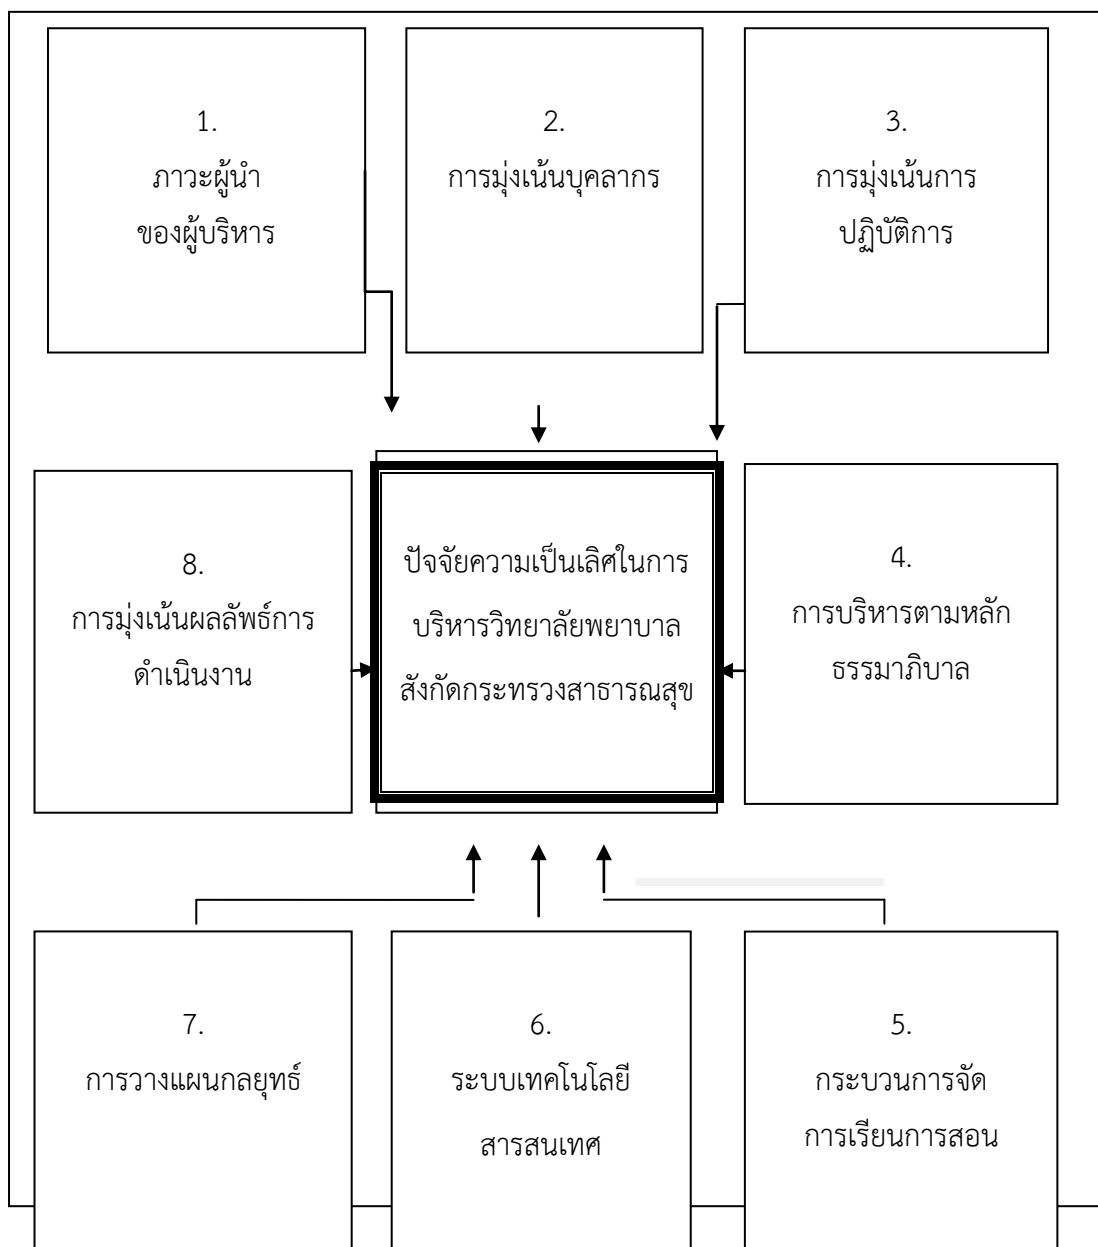 1.
ภาวะผู้นำ
ของผู้บริหาร
2.
การมุ่งเน้นบุคลากร
3.
การมุ่งเน้นการ
ปฏิบัติการ
8.
การมุ่งเน้นผลลัพธ์การ
ดำเนินงาน
ปัจจัยความเป็นเลิศในการ
บริหารวิทยาลัยพยาบาล
สังกัดกระทรวงสาธารณสุข
4.
การบริหารตามหลัก
ธรรมาภิบาล
7.
การวางแผนกลยุทธ์
6.
ระบบเทคโนโลยี
สารสนเทศ
5.
กระบวนการจัด
การเรียนการสอน